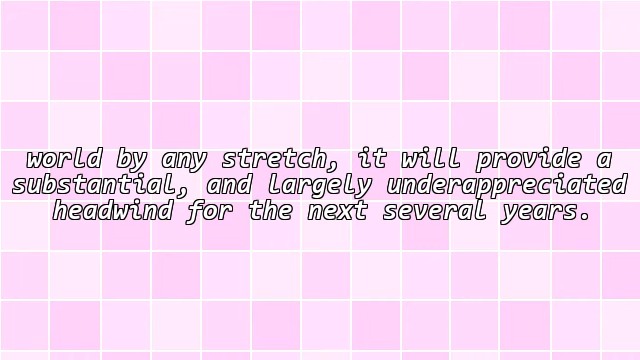 world by any stretch, it will provide a
substantial, and largely underappreciated
headwind for the next several years.